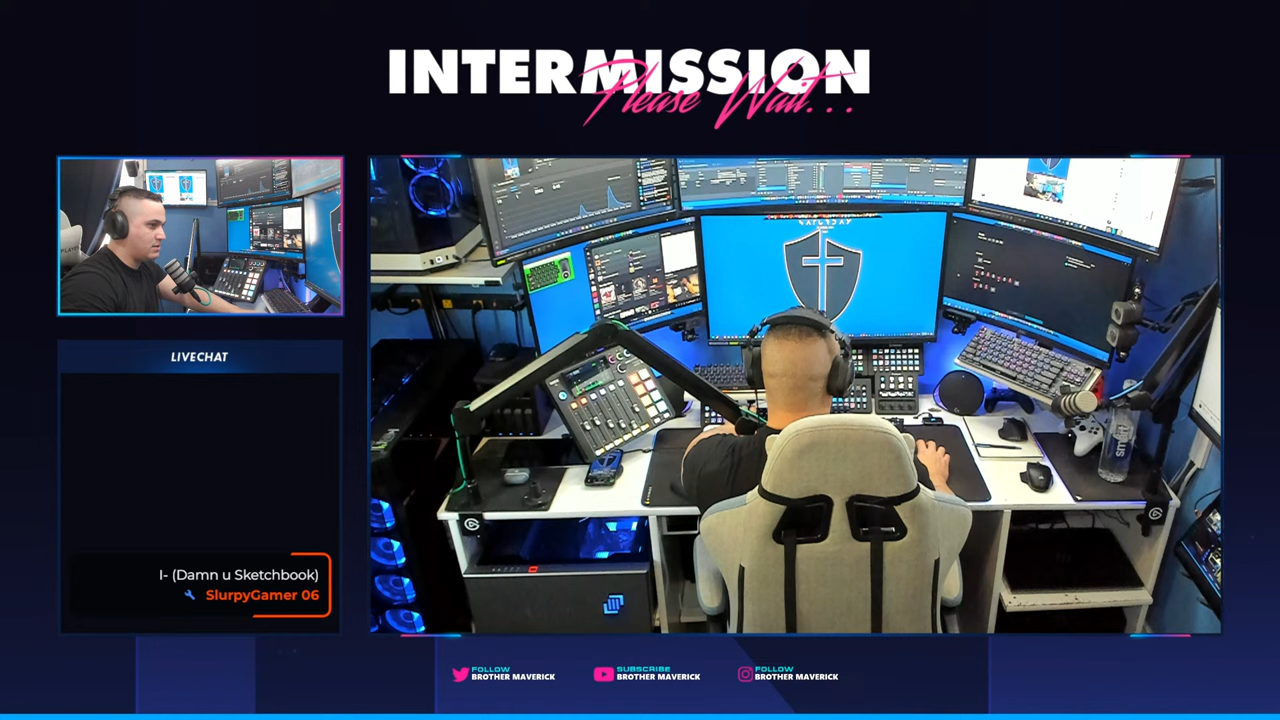 INTERMISSION
Please Wait...
LIVECHAT
I- (Damn u Sketchbook)
SlurpyGamer 06
FOLLOW
BROTHER MAVERICK
SUBSCRIBE
BROTHER MAVERICK
FOLLOW
BROTHER MAVERICK